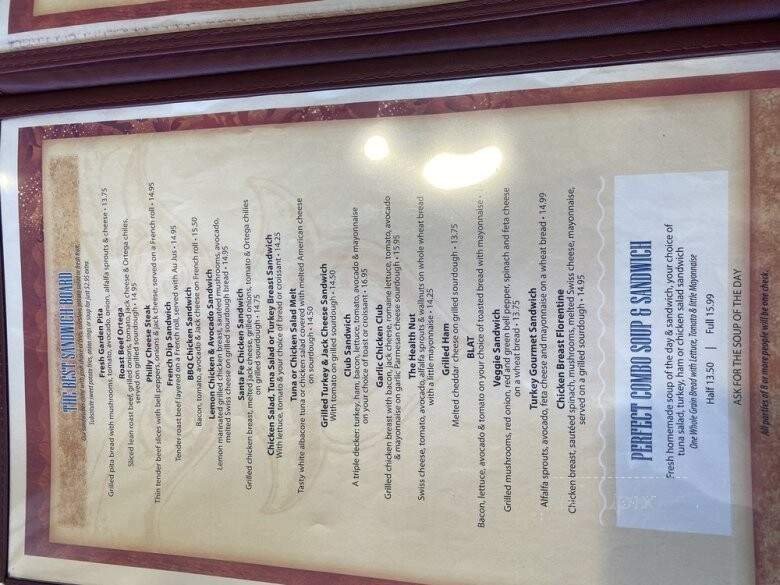 THE BEST SANDWICH BOARD
Substitute sweet potato fries, onion rings or soup for just $2.95 extra
Fresh Garden Pita
Grilled pita bread with mushrooms, tomato, avocado, onion, alfalfa sprouts & cheese • 13.75
Roast Beef Ortega
Sliced lean roast beef, grilled onions, tomato, jack cheese & Ortega chiles,
served on grilled sourdough • 14.95
Philly Cheese Steak
Thin tender beef slices with bell peppers, onions & jack cheese, served on a French roll • 14.95
French Dip Sandwich
Tender roast beef layered on a French roll, served with Au Jus • 14.95
BBQ Chicken Sandwich
Bacon, tomato, avocado & Jack cheese on French roll • 15.50
Lemon Chicken & Avocado Sandwich
Lemon marinated grilled chicken breast, sautéed mushrooms, avocado,
melted Swiss cheese on grilled sourdough bread • 14.95
Santa Fe Chicken Sandwich
Grilled chicken breast, melted jack cheese, grilled onions, tomato & Ortega chilies
on grilled sourdough • 14.75
Chicken Salad, Tuna Salad or Turkey Breast Sandwich
With lettuce, tomato & your choice of toast or croissant • 14.25
Tuna or Chicken Salad Melt
Tasty white albacore tuna or chicken salad covered with melted American cheese
on sourdough • 14.50
Grilled Turkey & Jack Cheese Sandwich
With tomato on grilled sourdough • 14.50
Club Sandwich
A triple decker: turkey, ham, bacon, lettuce, tomato, avocado & mayonnaise
on your choice of toast or croissant • 16.95
Garlic Chicken Club
Grilled chicken breast with bacon, jack cheese, romaine lettuce, tomato, avocado
& mayonnaise on garlic Parmesan cheese sourdough • 15.95
The Health Nut
Swiss cheese, tomato, avocado, alfalfa sprouts & walnuts on whole wheat bread
with a little mayonnaise • 14.25
Grilled Ham
Melted cheddar cheese on grilled sourdough • 13.75
BLAT
Bacon, lettuce, avocado & tomato on your choice of toasted bread with mayonnaise •
Veggie Sandwich
Grilled mushrooms, red onion, red and green bell pepper, spinach and feta cheese
on a wheat bread • 13.75
Turkey Gourmet Sandwich
Alfalfa sprouts, avocado, feta cheese and mayonnaise on a wheat bread • 14.99
Chicken Breast Florentine
Chicken breast, sautéed spinach, mushrooms, melted Swiss cheese, mayonnaise,
served on a grilled sourdough • 14.95
PERFECT COMBO SOUP & SANDWICH
Fresh homemade soup of the day & sandwich, your choice of
tuna salad, turkey, ham or chicken salad sandwich
One Whole Grain Bread with Lettuce, Tomato & little Mayonnaise
Half 13.50 | Full 15.99
ASK FOR THE SOUP OF THE DAY
All parties of 8 or more people will be one check.